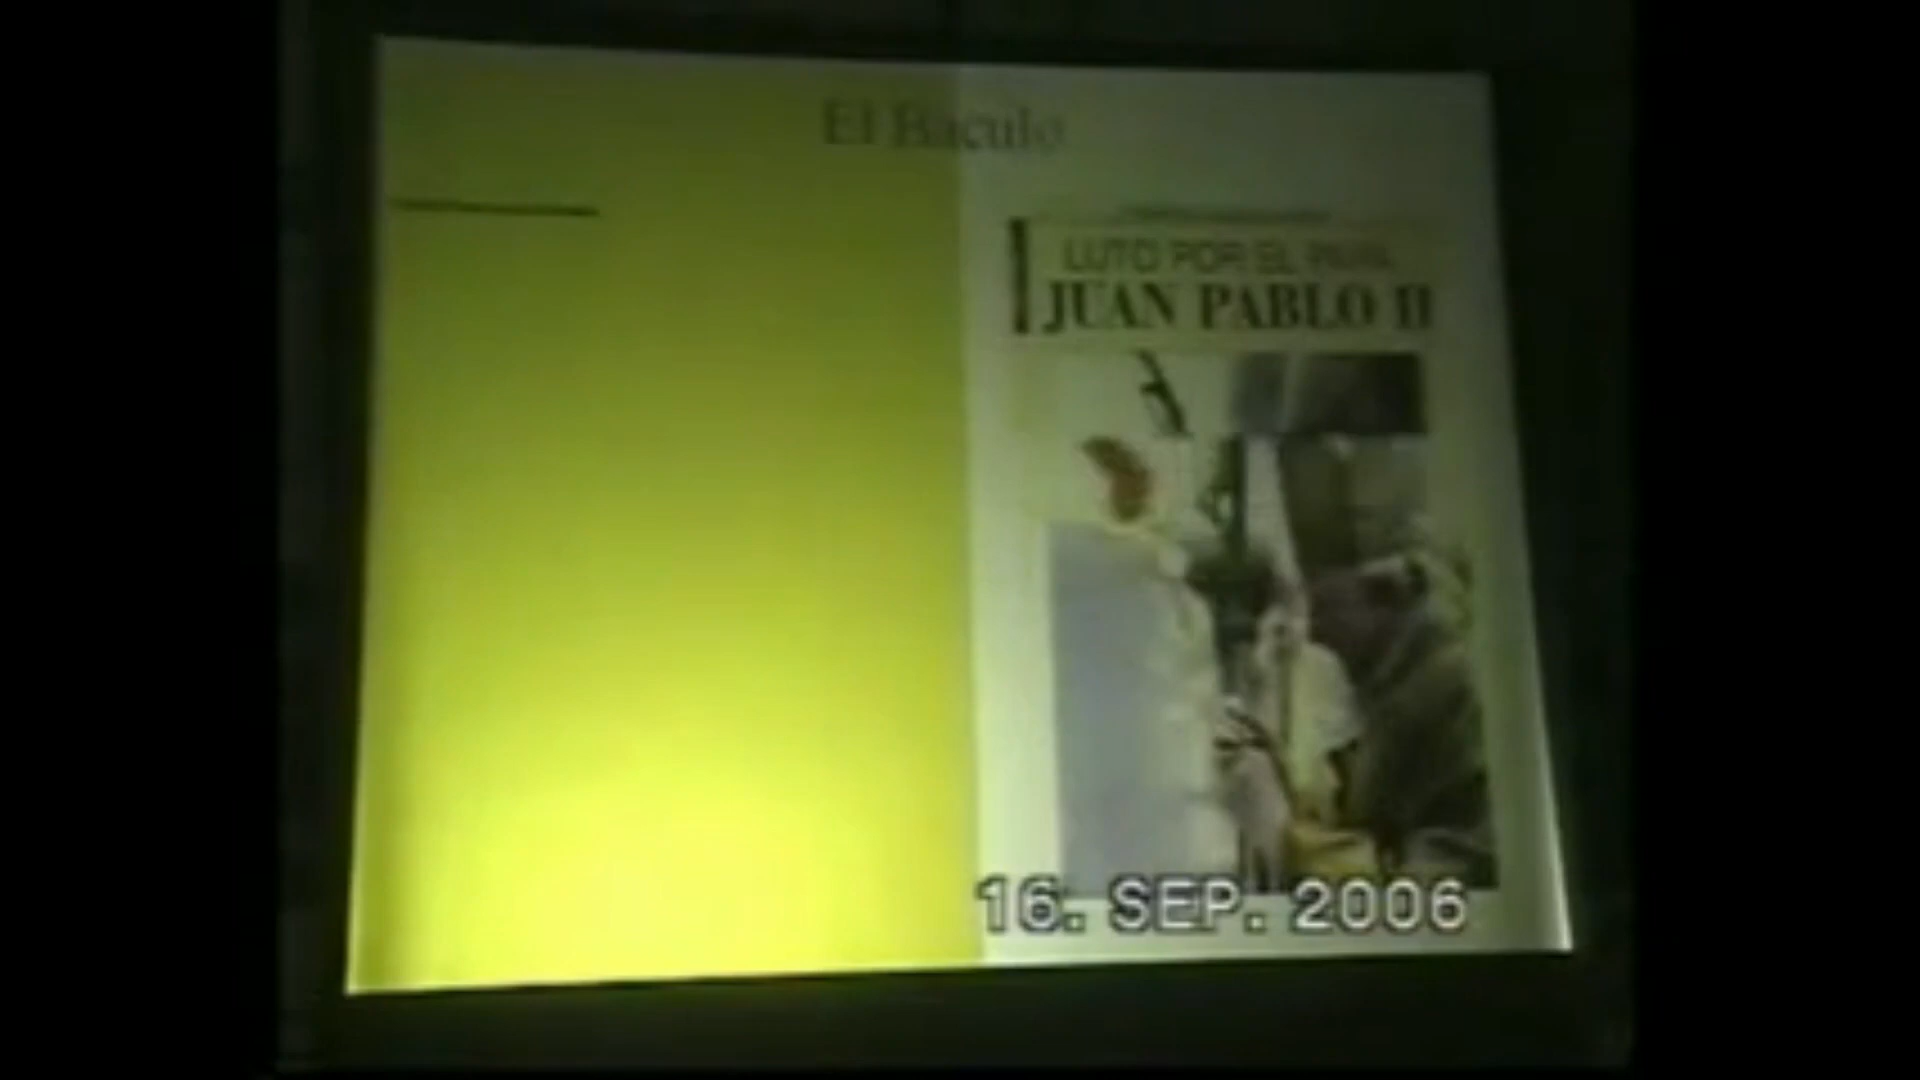 El Baculo
LUTO POR EL PAPA
JUAN PABLO II
16. SEP. 2006